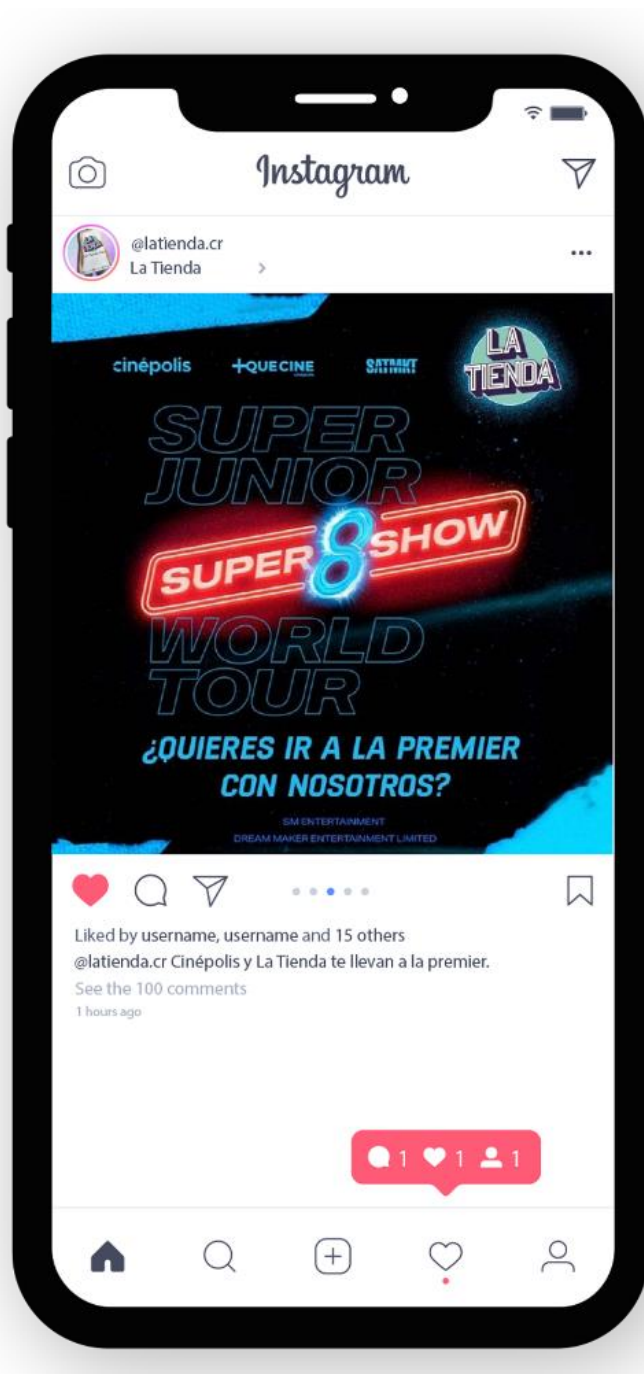 Instagram
@latienda.cr
La Tienda
cinépolis +QUECINE SATMKT LA TIENDA
SUPER
JUNIOR
SUPER 8 SHOW
WORLD
TOUR
¿QUIERES IR A LA PREMIER
CON NOSOTROS?
SM ENTERTAINMENT
DREAM MAKER ENTERTAINMENT LIMITED
Liked by username, username and 15 others
@latienda.cr Cinépolis y La Tienda te llevan a la premier.
See the 100 comments
1 hours ago
1 1 1